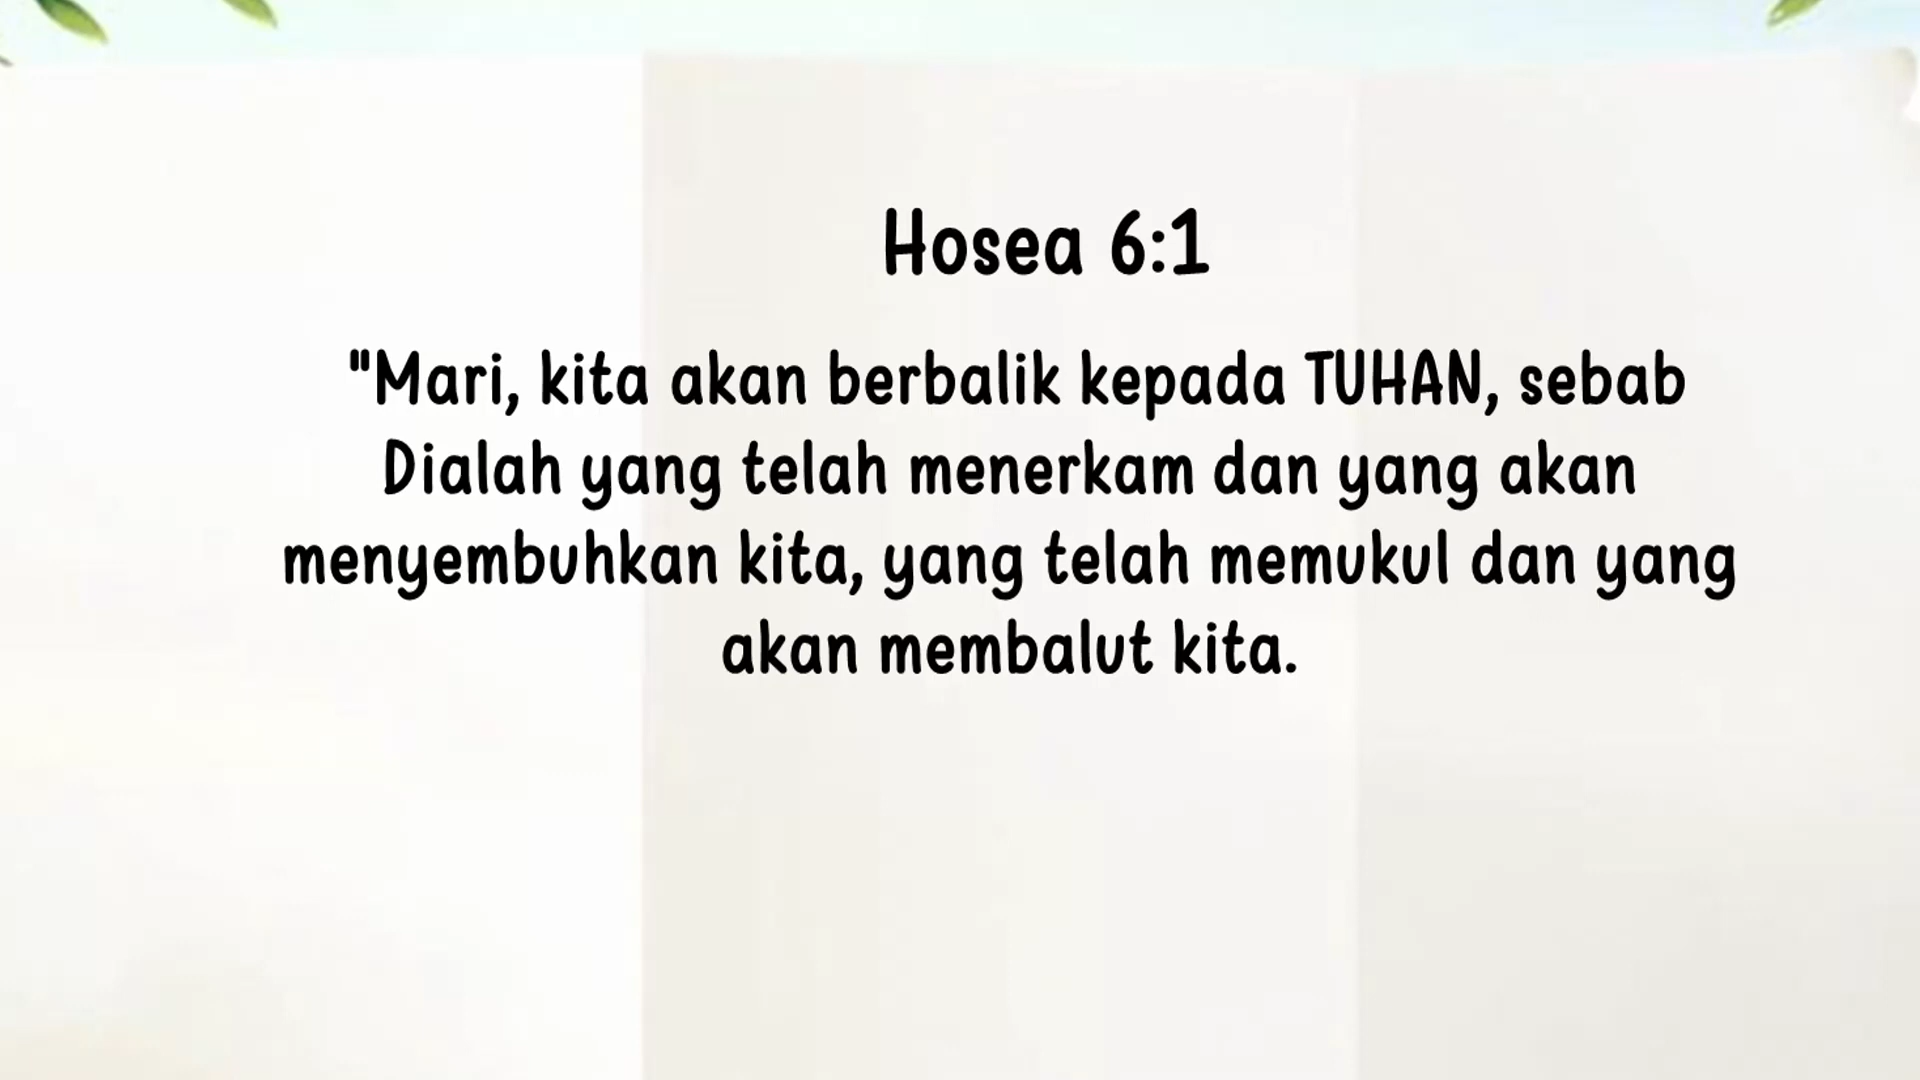 Hosea 6:1
"Mari, kita akan berbalik kepada TUHAN, sebab
Dialah yang telah menerkam dan yang akan
menyembuhkan kita, yang telah memukul dan yang
akan membalut kita.